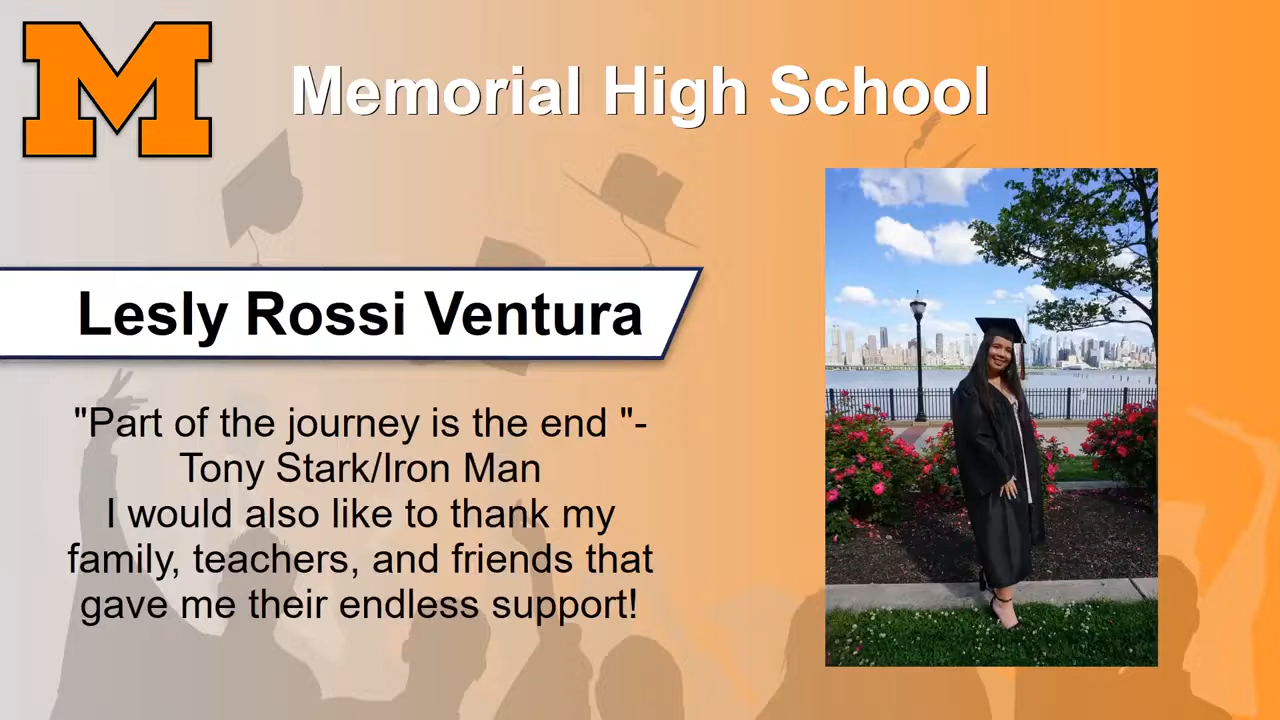 M
Memorial High School
Lesly Rossi Ventura
"Part of the journey is the end "-
Tony Stark/Iron Man
I would also like to thank my
family, teachers, and friends that
gave me their endless support!